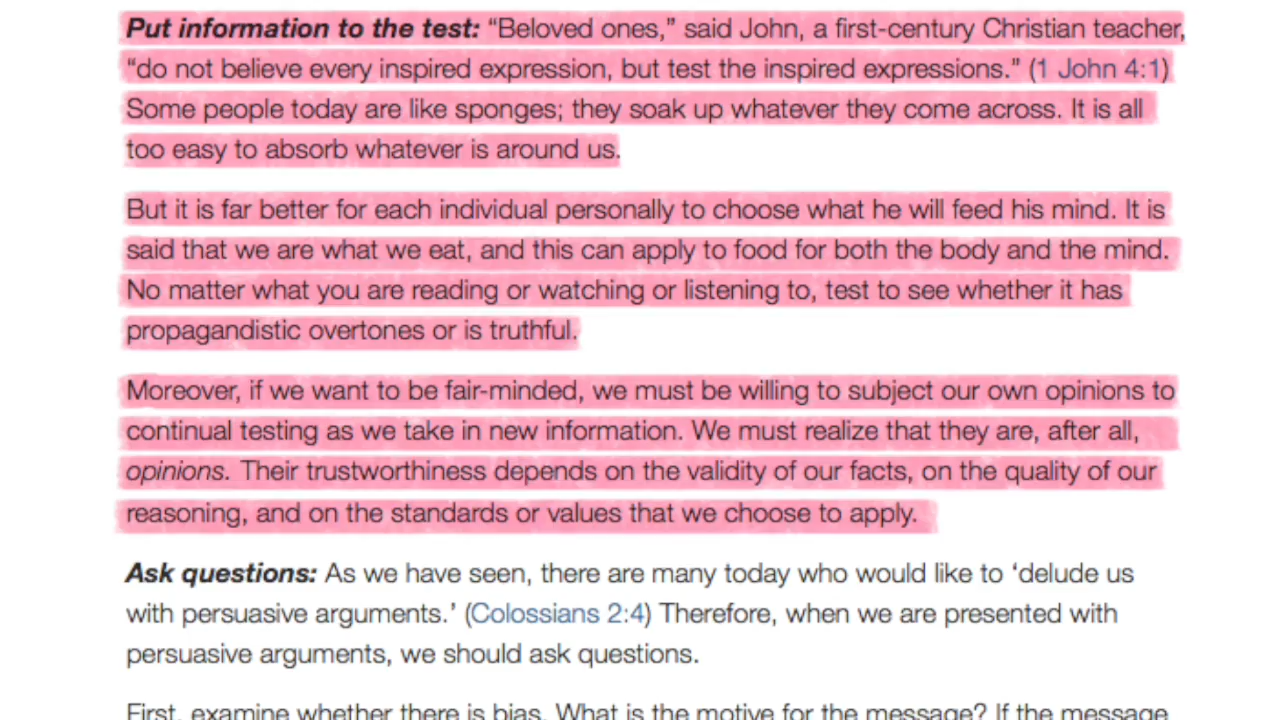 Put information to the test: “Beloved ones,” said John, a first-century Christian teacher,
“do not believe every inspired expression, but test the inspired expressions.” (1 John 4:1)
Some people today are like sponges; they soak up whatever they come across. It is all
too easy to absorb whatever is around us.
But it is far better for each individual personally to choose what he will feed his mind. It is
said that we are what we eat, and this can apply to food for both the body and the mind.
No matter what you are reading or watching or listening to, test to see whether it has
propagandistic overtones or is truthful.
Moreover, if we want to be fair-minded, we must be willing to subject our own opinions to
continual testing as we take in new information. We must realize that they are, after all,
opinions. Their trustworthiness depends on the validity of our facts, on the quality of our
reasoning, and on the standards or values that we choose to apply.
Ask questions: As we have seen, there are many today who would like to ‘delude us
with persuasive arguments.’ (Colossians 2:4) Therefore, when we are presented with
persuasive arguments, we should ask questions.
First, examine whether there is bias. What is the motive for the message? If the message